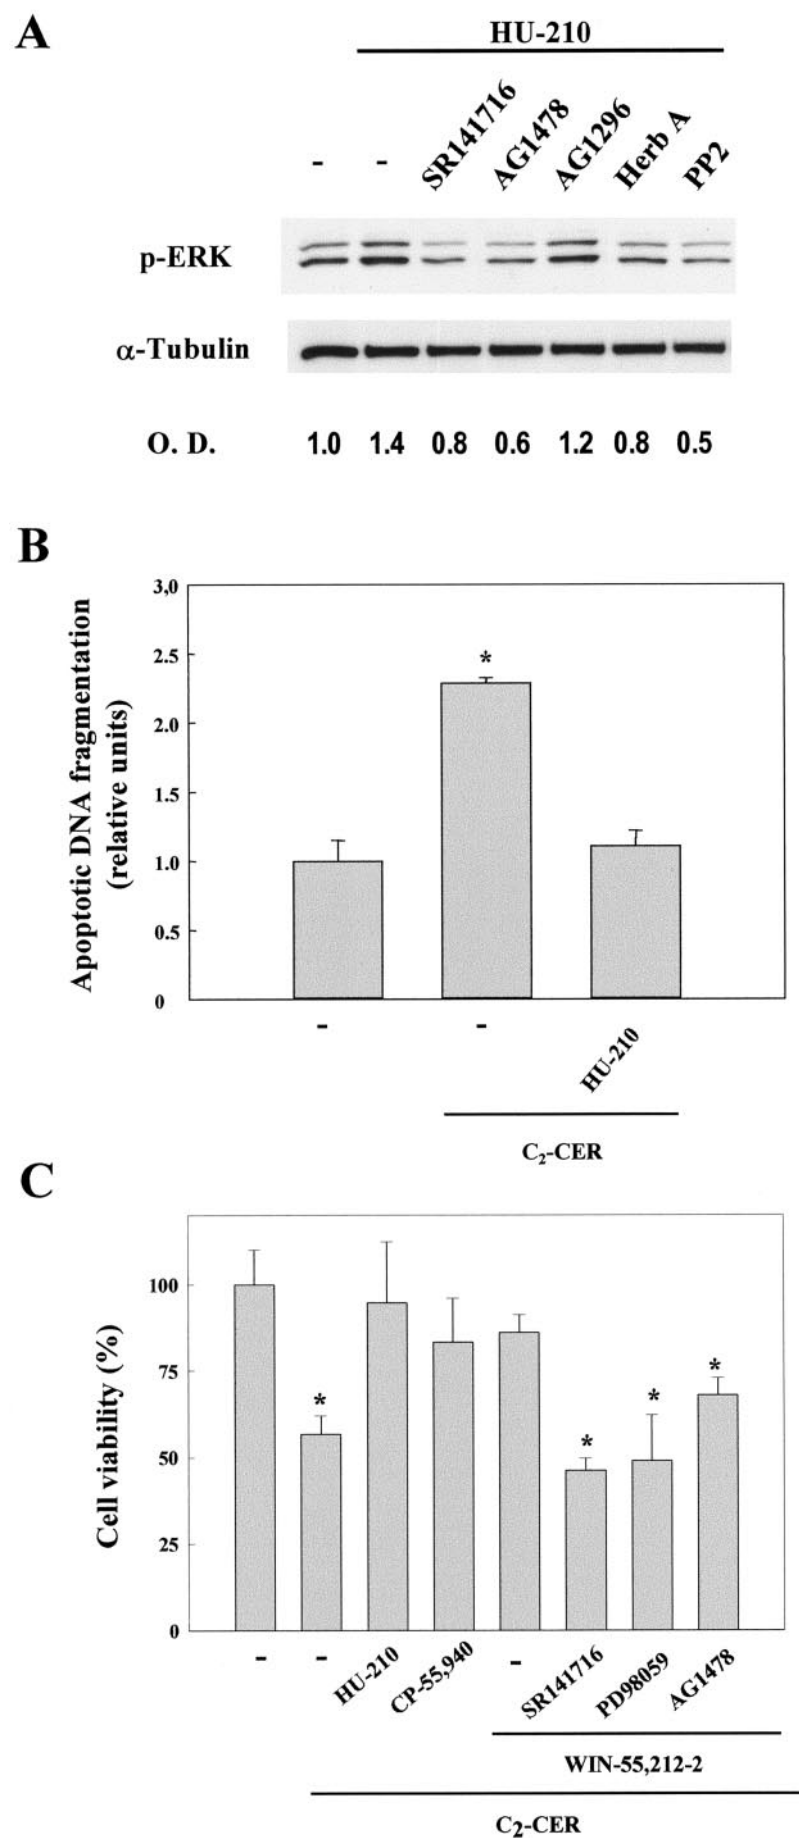 A
HU-210
- - SR141716 AG1478 AG1296 Herb A PP2
p-ERK
α-Tubulin
O. D. 1.0 1.4 0.8 0.6 1.2 0.8 0.5
B
Apoptotic DNA fragmentation
(relative units)
3,0
2.5
2.0
1.5
1.0
0.5
0
- - HU-210
C₂-CER
C
Cell viability (%)
100
75
50
25
0
- - HU-210 CP-55,940 - SR141716 PD98059 AG1478
WIN-55,212-2
C₂-CER
*
*
*
*
*